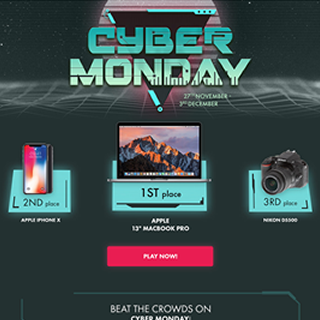 CYBER
MONDAY
27TH NOVEMBER -
3RD DECEMBER
1ST place
2ND place
3RD place
APPLE IPHONE X
APPLE
13" MACBOOK PRO
NIKON D5300
PLAY NOW!
BEAT THE CROWDS ON
CYBER MONDAY!